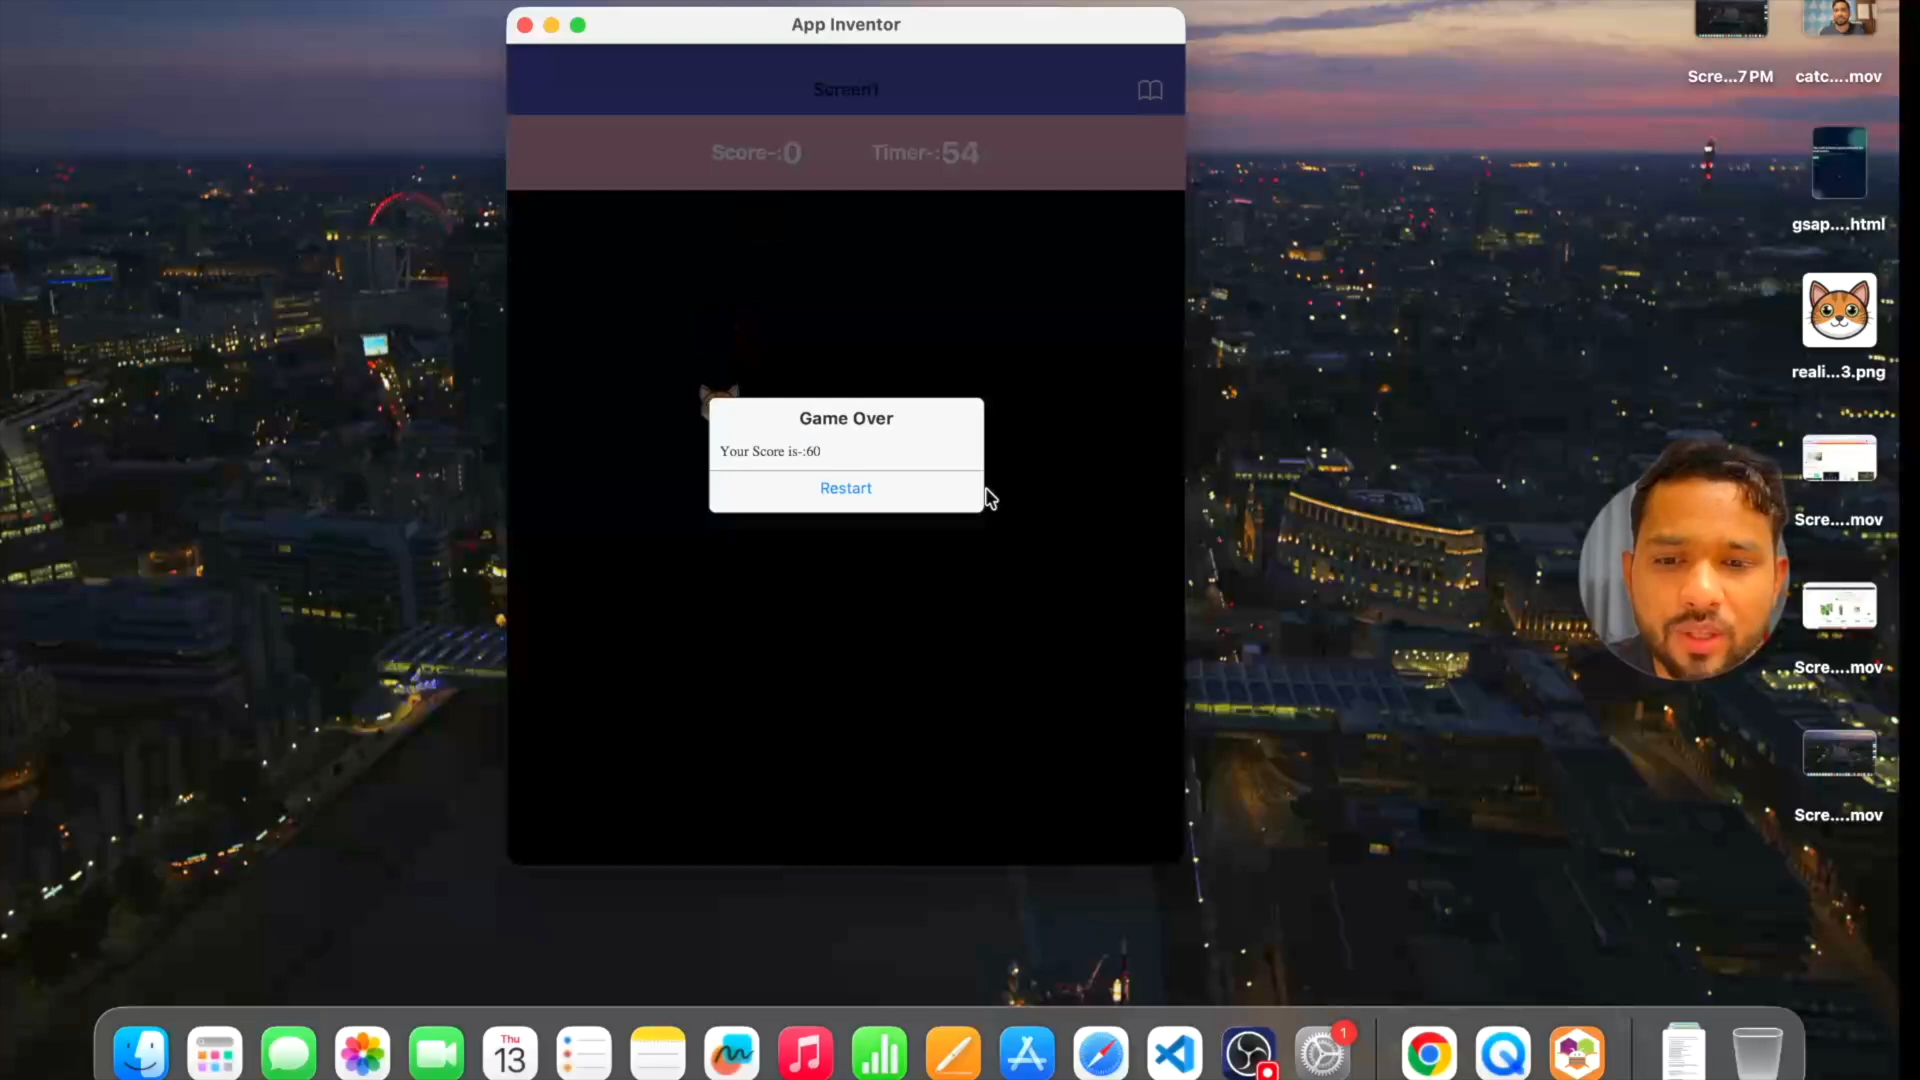 App Inventor
Screen1
Score-:0 Timer-:54
Game Over
Your Score is-:60
Restart
Scre...7 PM
catc....mov
gsap....html
reali...3.png
Scre....mov
Scre....mov
Scre....mov
Thu
13
1